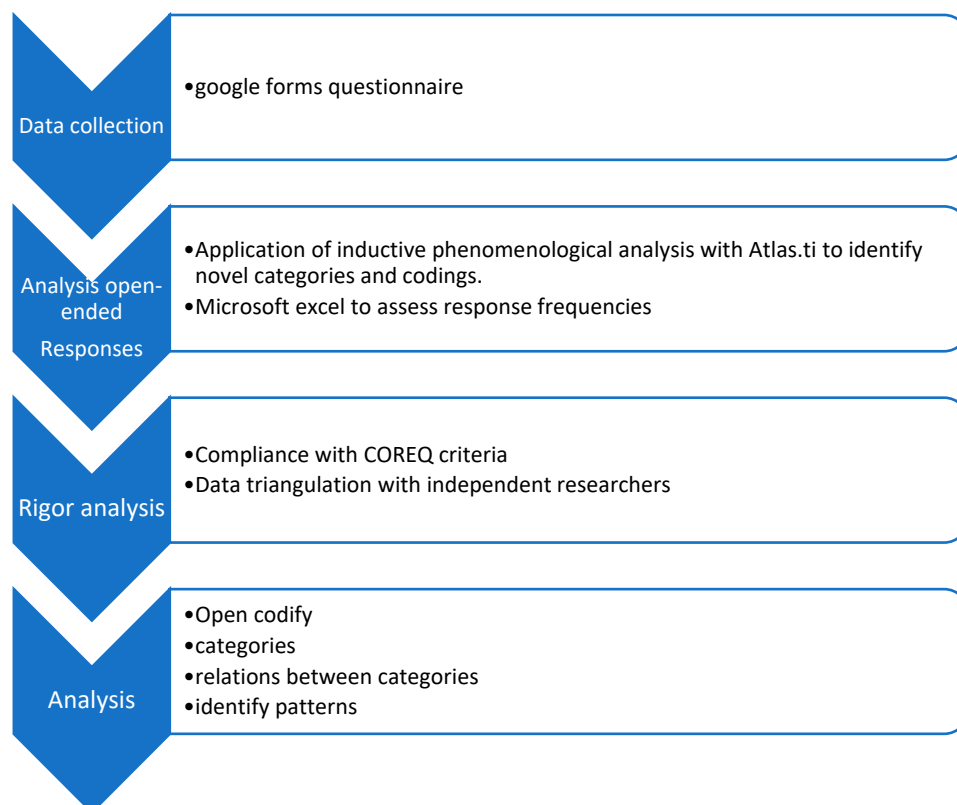 Data collection
•google forms questionnaire
Analysis open-
ended
Responses
•Application of inductive phenomenological analysis with Atlas.ti to identify
novel categories and codings.
•Microsoft excel to assess response frequencies
Rigor analysis
•Compliance with COREQ criteria
•Data triangulation with independent researchers
Analysis
•Open codify
•categories
•relations between categories
•identify patterns